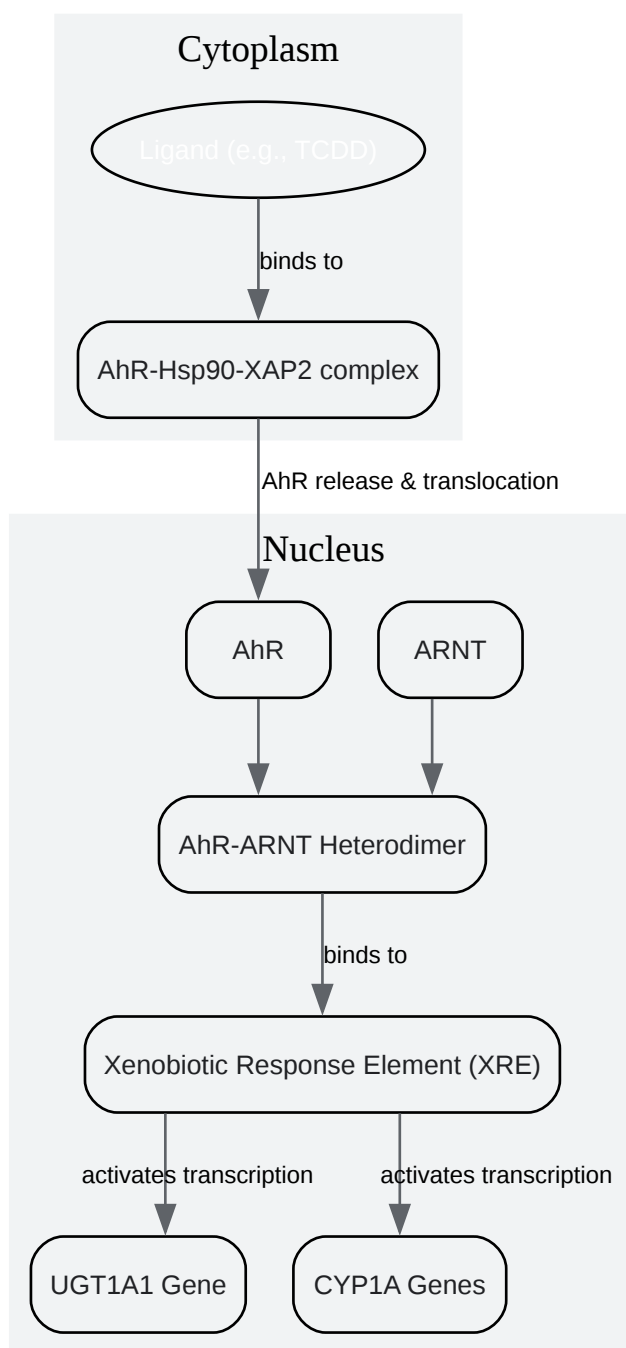 Cytoplasm
Ligand (e.g., TCDD)
binds to
AhR-Hsp90-XAP2 complex
AhR release & translocation
Nucleus
AhR
ARNT
AhR-ARNT Heterodimer
binds to
Xenobiotic Response Element (XRE)
activates transcription
activates transcription
UGT1A1 Gene
CYP1A Genes